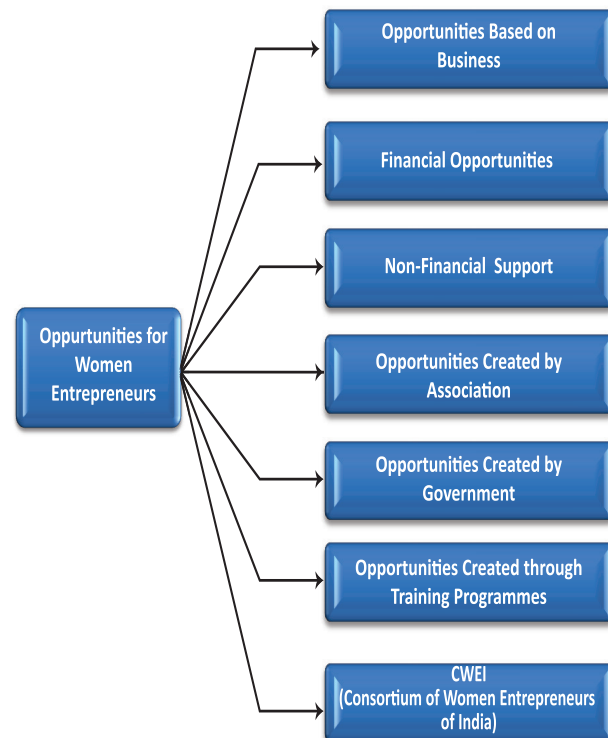 Opportunities Based on
Business
Financial Opportunities
Non-Financial Support
Oppurtunities for
Women
Entrepreneurs
Opportunities Created by
Association
Opportunities Created by
Government
Opportunities Created through
Training Programmes
CWEI
(Consortium of Women Entrepreneurs
of India)